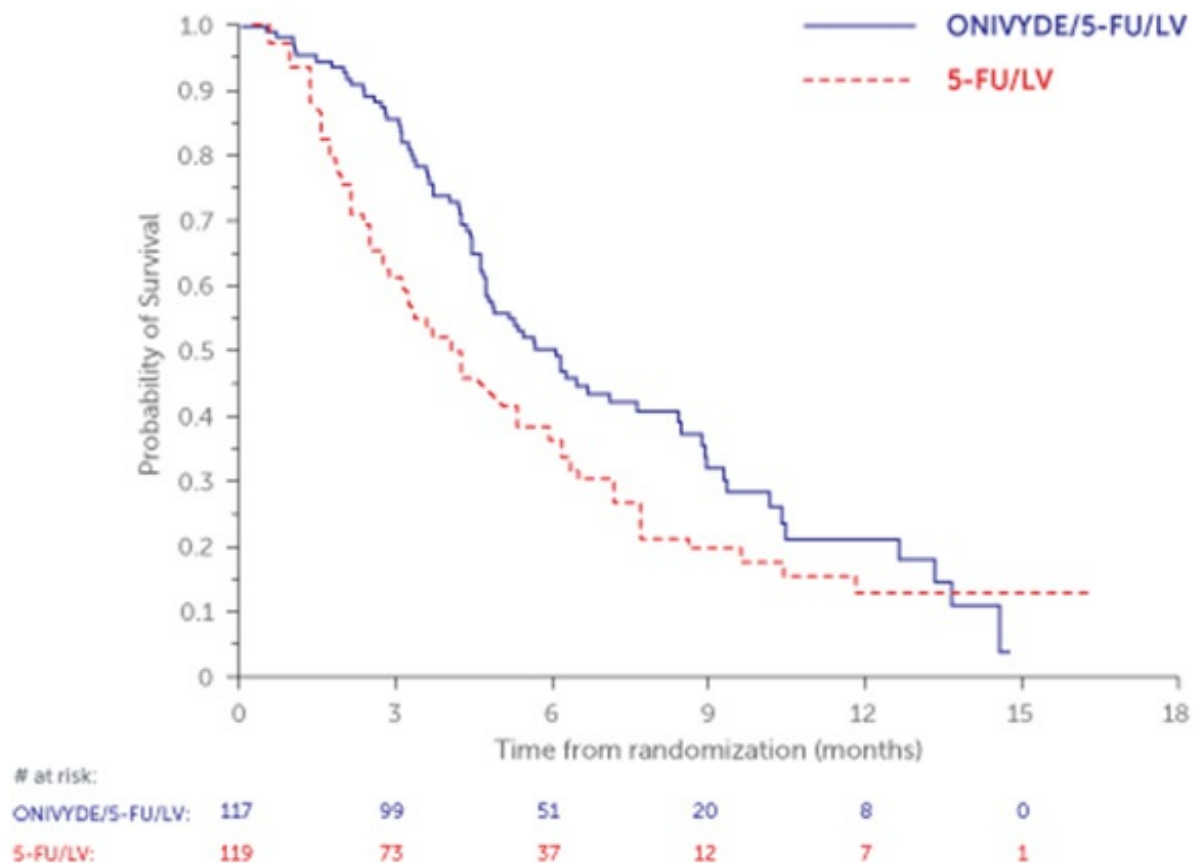 ONIVYDE/5-FU/LV
5-FU/LV
Probability of Survival
1.0
0.9
0.8
0.7
0.6
0.5
0.4
0.3
0.2
0.1
0
0 3 6 9 12 15 18
Time from randomization (months)
# at risk:
ONIVYDE/5-FU/LV: 117 99 51 20 8 0
5-FU/LV: 119 73 37 12 7 1